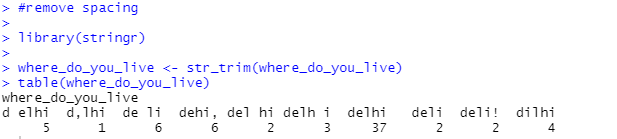 > #remove spacing
>
> library(stringr)
>
> where_do_you_live <- str_trim(where_do_you_live)
> table(where_do_you_live)
where_do_you_live
d elhi  d,lhi  de li  dehi, del hi delh i  delhi   deli  deli!  dilhi
     5      1      6      6      2      3     37      2      2      4